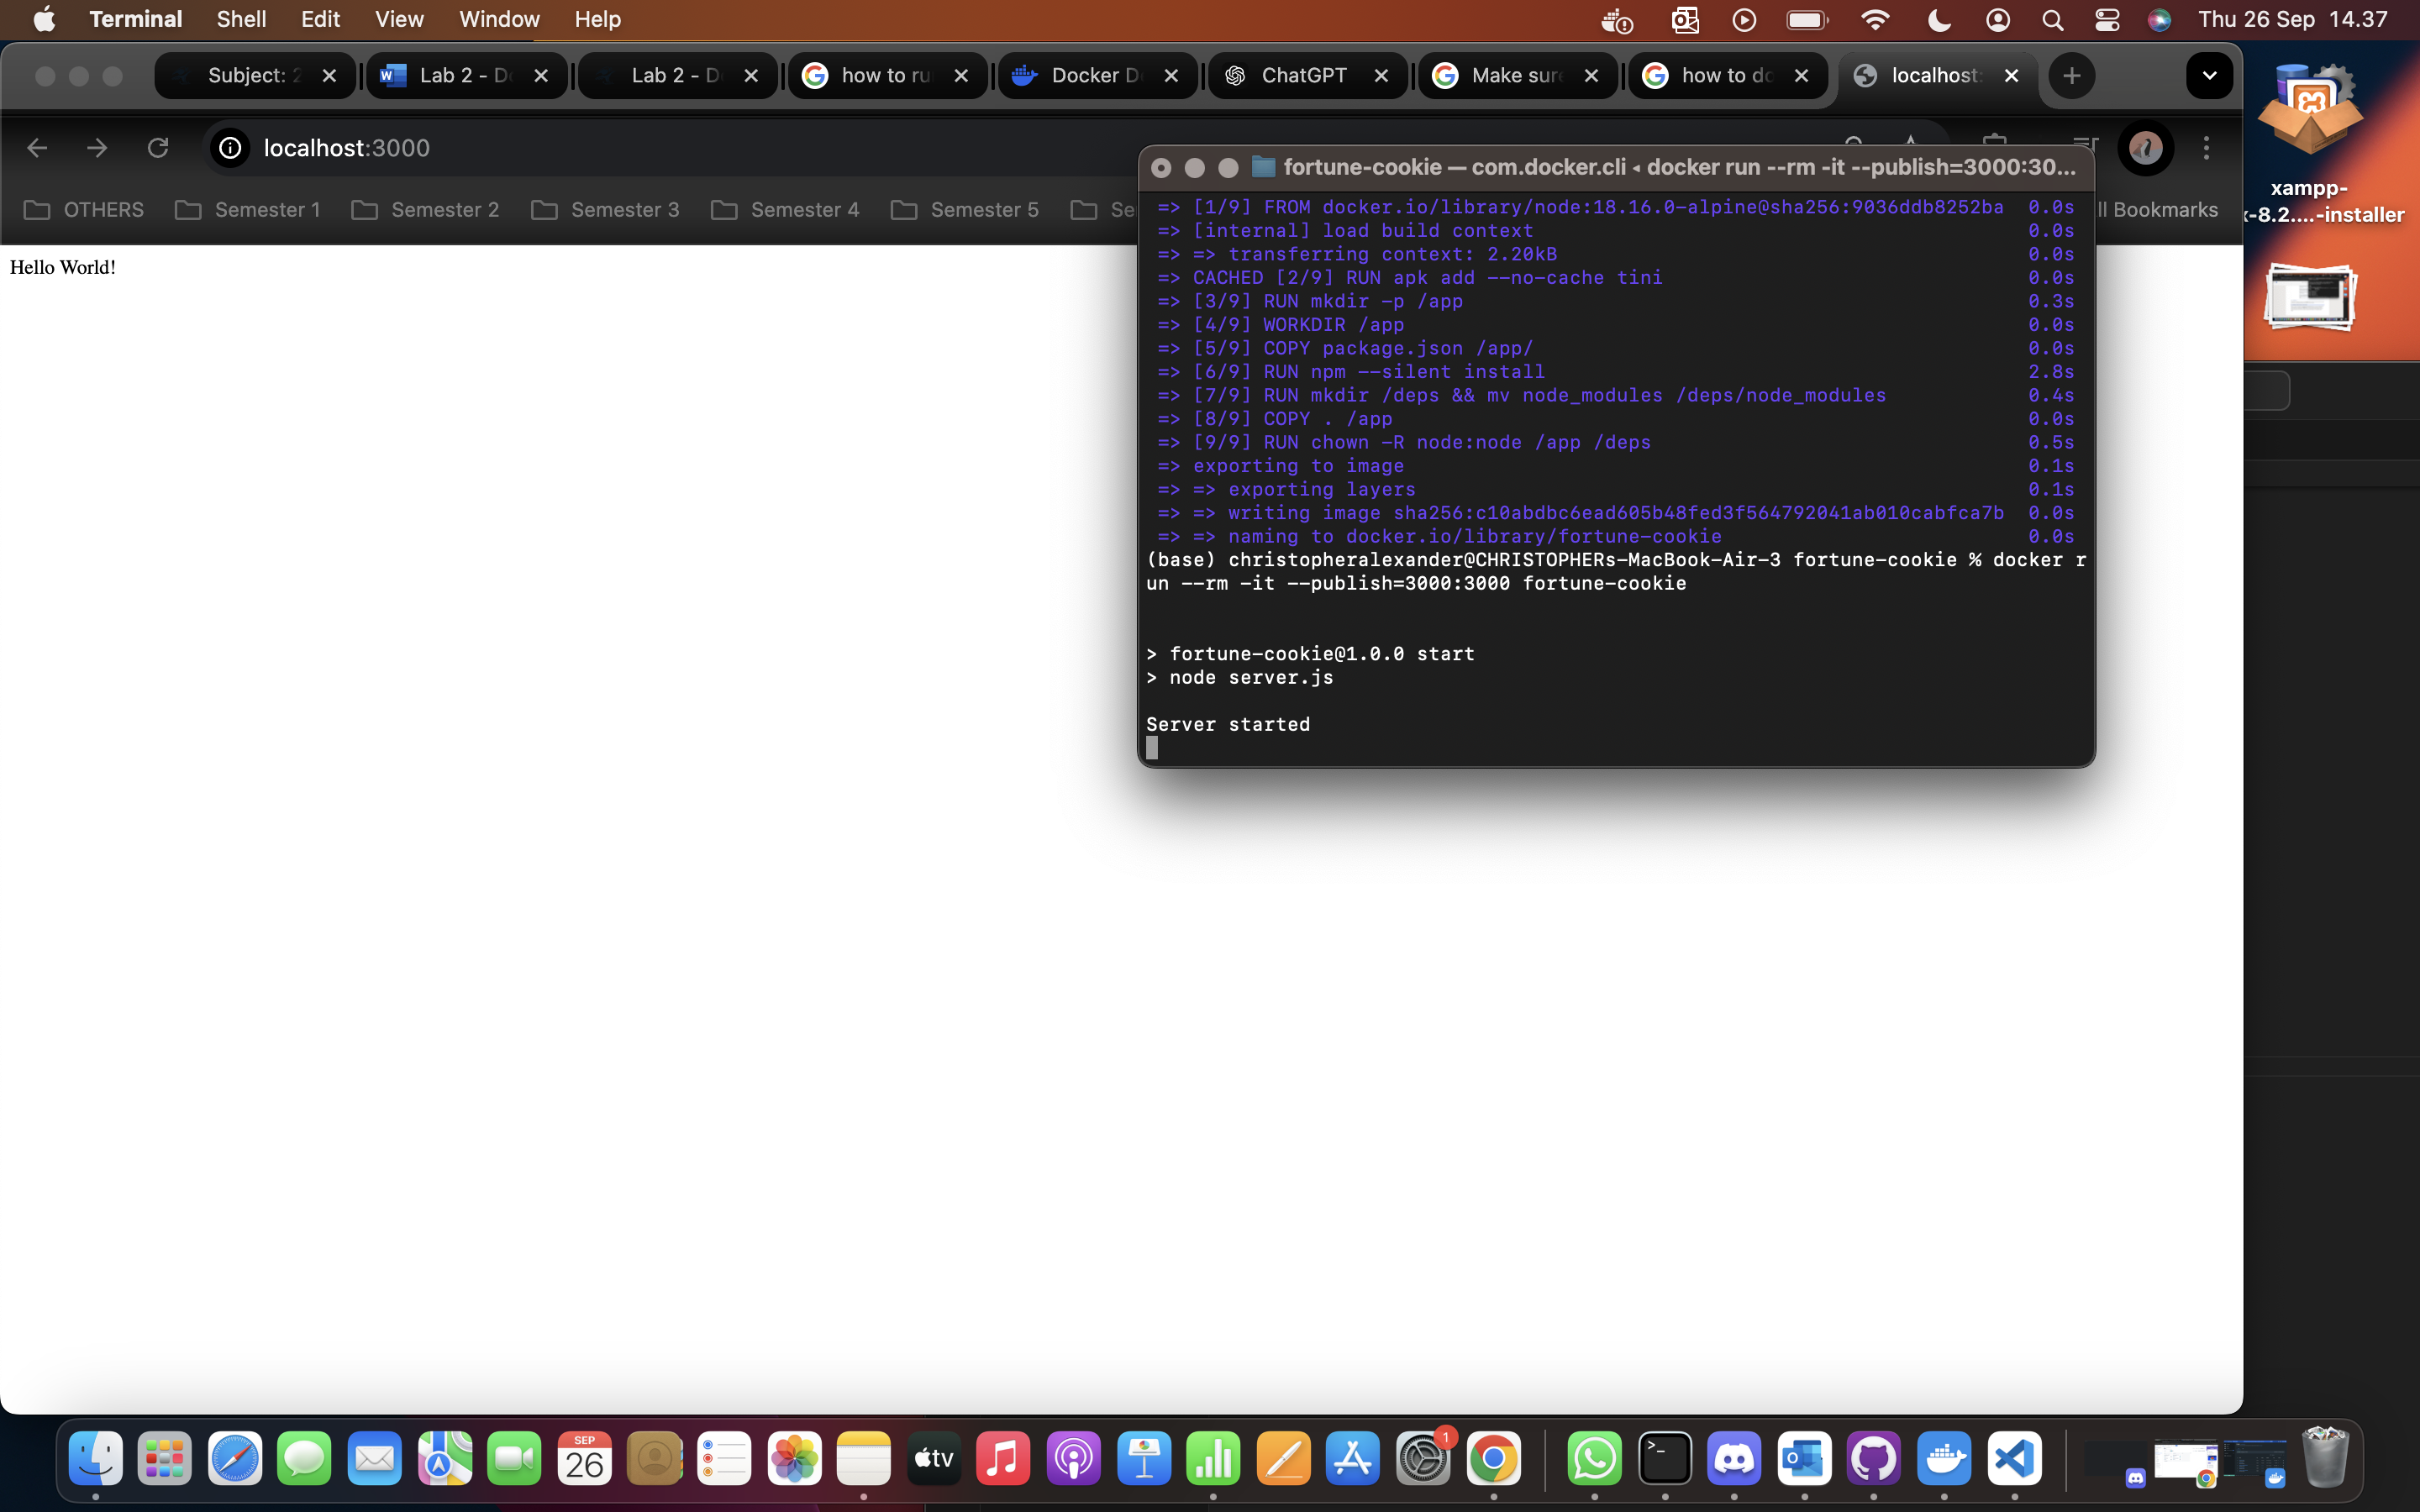 Terminal Shell Edit View Window Help Thu 26 Sep 14.37
Subject: 2 Lab 2 - Do Lab 2 - D how to ru Docker D ChatGPT Make sure how to do localhost:
localhost:3000
fortune-cookie — com.docker.cli ◂ docker run --rm -it --publish=3000:30...
OTHERS Semester 1 Semester 2 Semester 3 Semester 4 Semester 5 Se ll Bookmarks
xampp-
x-8.2....-installer
Hello World!
=> [1/9] FROM docker.io/library/node:18.16.0-alpine@sha256:9036ddb8252ba 0.0s
=> [internal] load build context 0.0s
=> => transferring context: 2.20kB 0.0s
=> CACHED [2/9] RUN apk add --no-cache tini 0.0s
=> [3/9] RUN mkdir -p /app 0.3s
=> [4/9] WORKDIR /app 0.0s
=> [5/9] COPY package.json /app/ 0.0s
=> [6/9] RUN npm --silent install 2.8s
=> [7/9] RUN mkdir /deps && mv node_modules /deps/node_modules 0.4s
=> [8/9] COPY . /app 0.0s
=> [9/9] RUN chown -R node:node /app /deps 0.5s
=> exporting to image 0.1s
=> => exporting layers 0.1s
=> => writing image sha256:c10abdbc6ead605b48fed3f564792041ab010cabfca7b 0.0s
=> => naming to docker.io/library/fortune-cookie 0.0s
(base) christopheralexander@CHRISTOPHERs-MacBook-Air-3 fortune-cookie % docker r
un --rm -it --publish=3000:3000 fortune-cookie
> fortune-cookie@1.0.0 start
> node server.js
Server started
SEP
26
tv
1